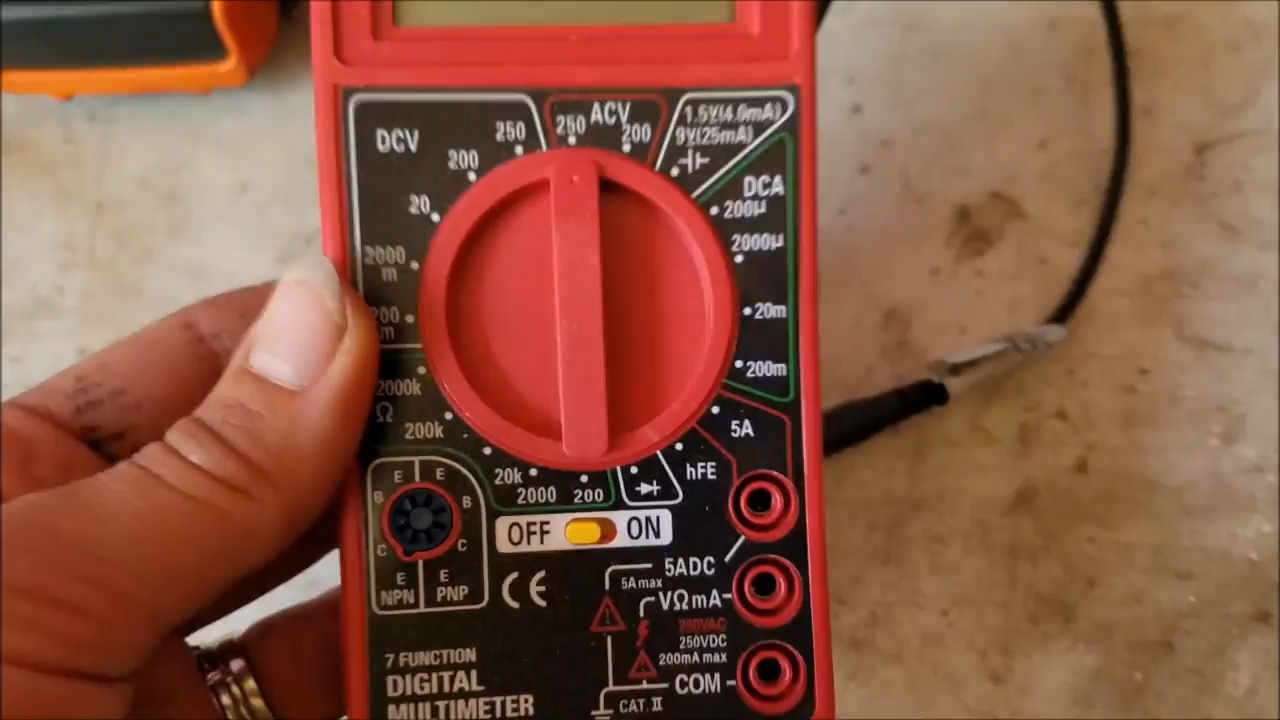 DCV
250
200
20
2000
m
200
m
ACV
250
200
1.5V(4.0mA)
9V(25mA)
DCA
200µ
2000µ
20m
200m
5A
hFE
2000k
Ω
200k
20k
2000
200
E E
B B
C C
E E
NPN PNP
OFF ON
CE
5ADC
5A max
VΩmA
250VAC
250VDC
200mA max
COM
CAT. II
7 FUNCTION
DIGITAL
MULTIMETER